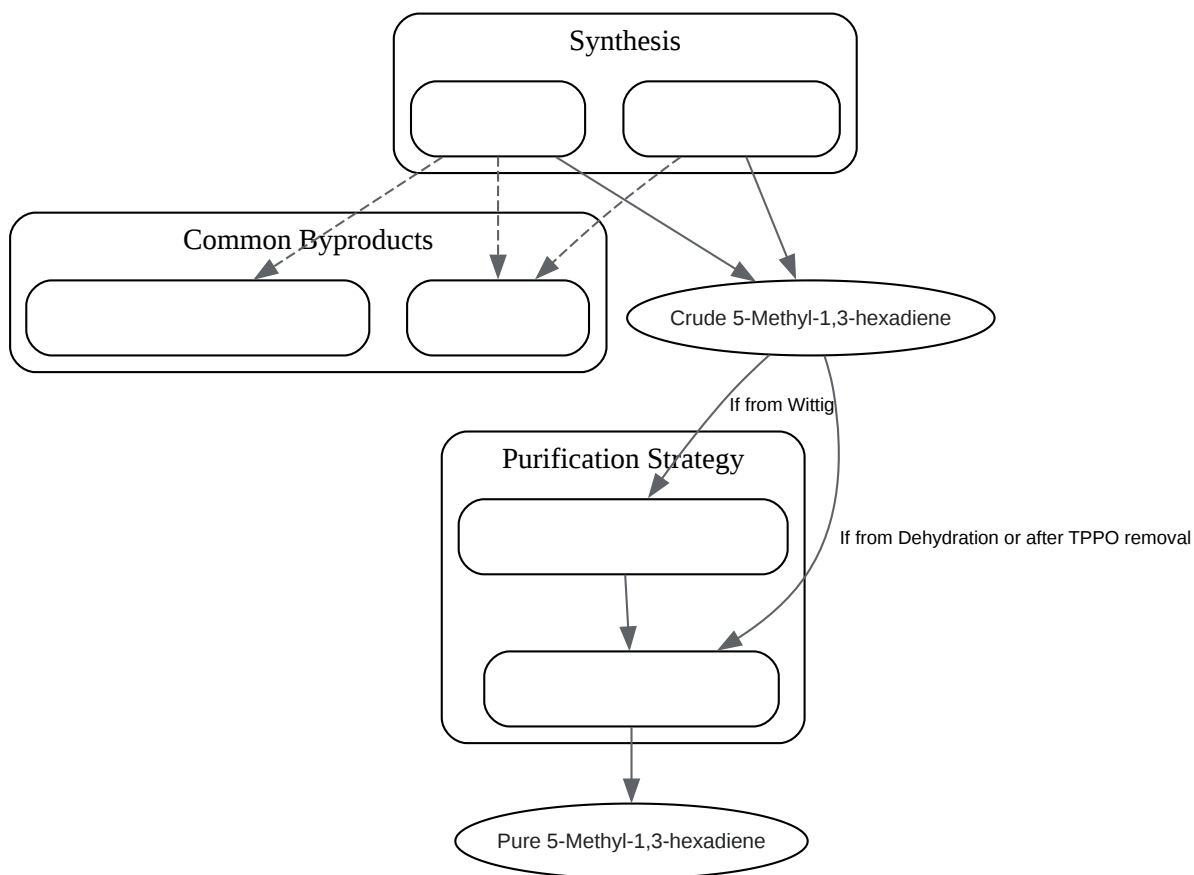 Synthesis
Common Byproducts
Crude 5-Methyl-1,3-hexadiene
If from Wittig
Purification Strategy
If from Dehydration or after TPPO removal
Pure 5-Methyl-1,3-hexadiene